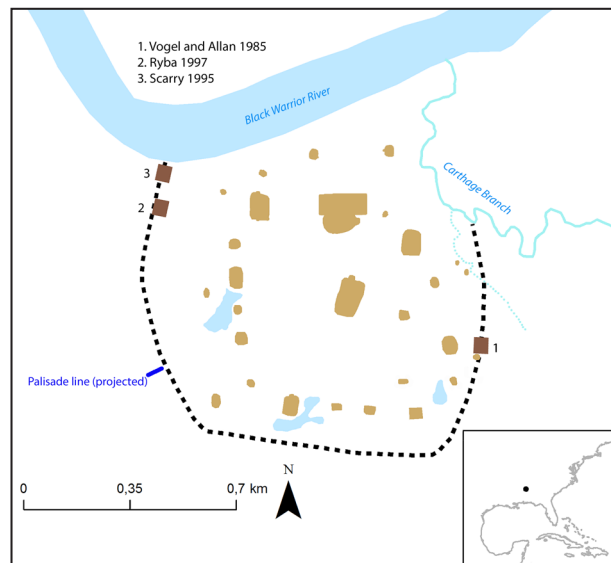 1. Vogel and Allan 1985
2. Ryba 1997
3. Scarry 1995
Black Warrior River
Carthage Branch
3
2
1
Palisade line (projected)
N
0 0,35 0,7 km